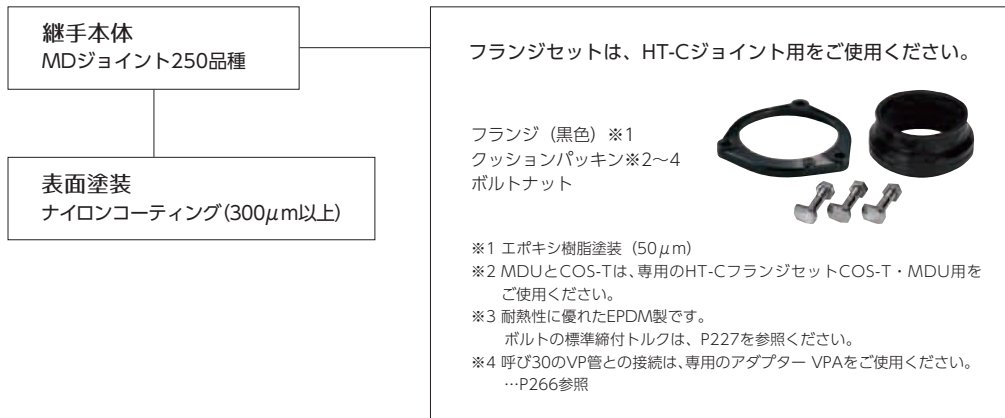 継手本体
MDジョイント250品種
表面塗装
ナイロンコーティング(300μm以上)
フランジセットは、HT-Cジョイント用をご使用ください。
フランジ（黒色）※1
クッションパッキン※2〜4
ボルトナット
※1 エポキシ樹脂塗装（50μm）
※2 MDUとCOS-Tは、専用のHT-CフランジセットCOS-T・MDU用を
ご使用ください。
※3 耐熱性に優れたEPDM製です。
ボルトの標準締付トルクは、P227を参照ください。
※4 呼び30のVP管との接続は、専用のアダプター VPAをご使用ください。
…P266参照